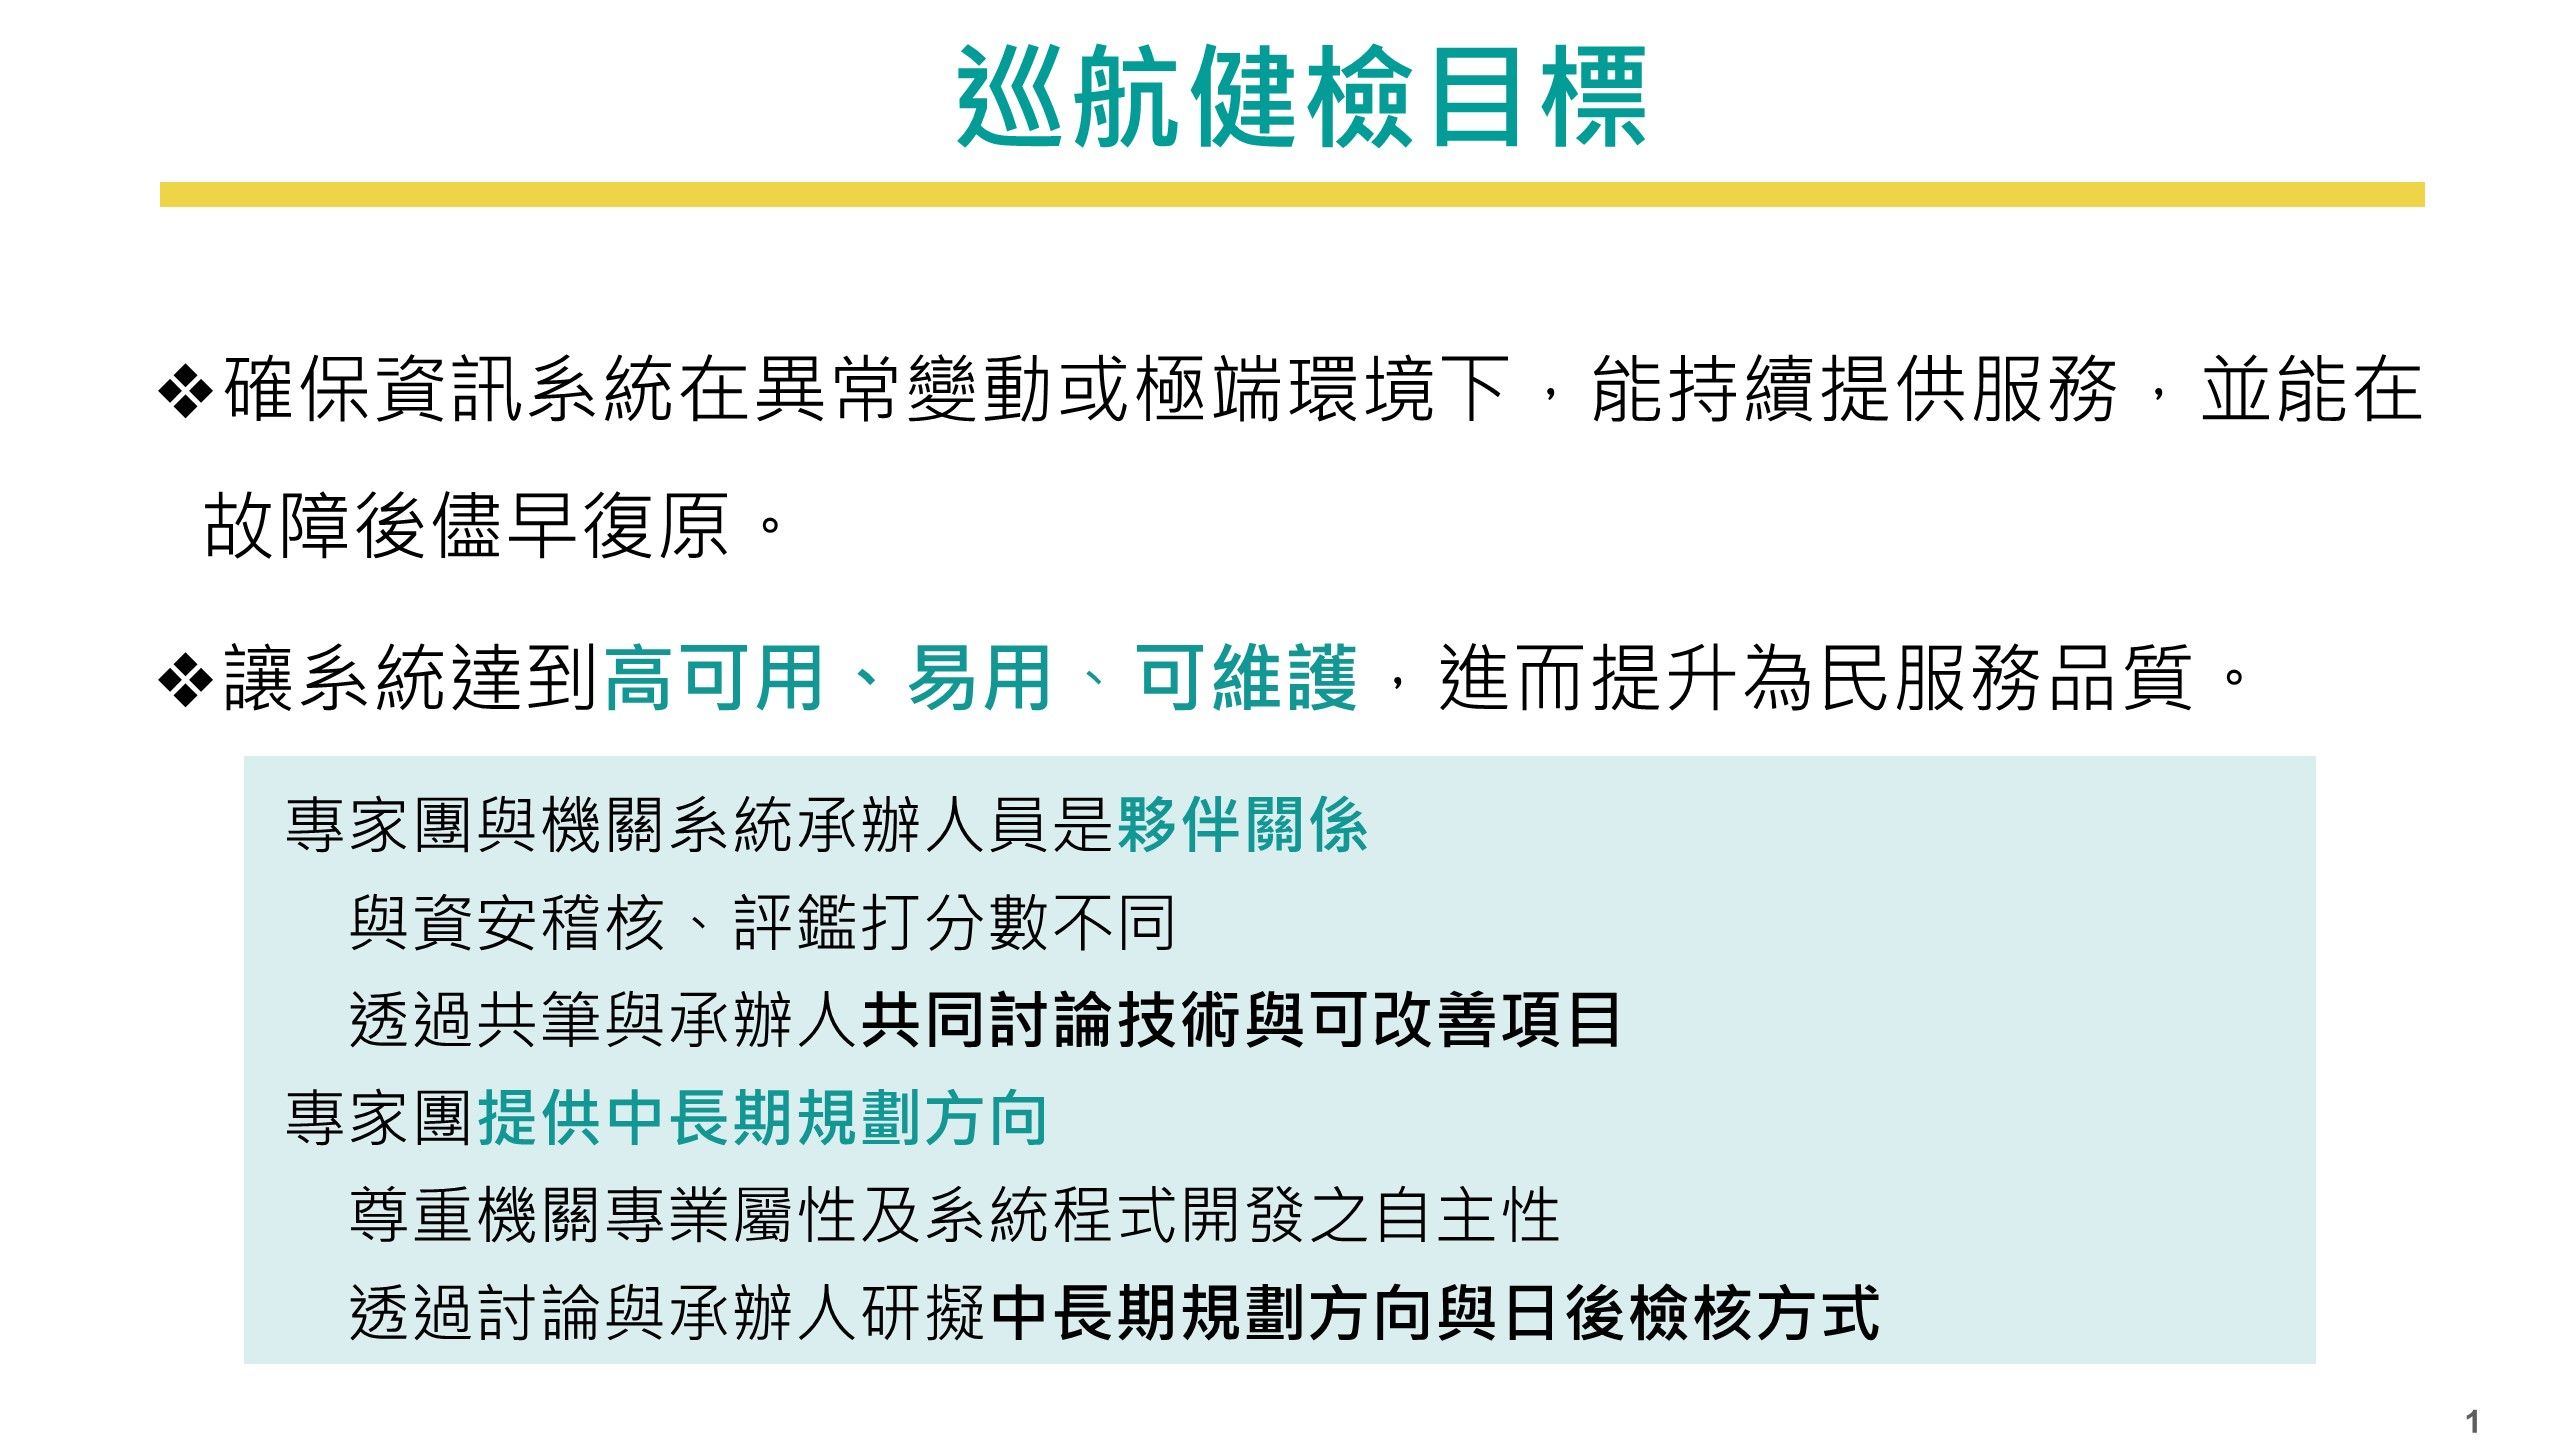 巡航健檢目標
❖確保資訊系統在異常變動或極端環境下，能持續提供服務，並能在
故障後儘早復原。
❖讓系統達到高可用、易用、可維護，進而提升為民服務品質。
專家團與機關系統承辦人員是夥伴關係
與資安稽核、評鑑打分數不同
透過共筆與承辦人共同討論技術與可改善項目
專家團提供中長期規劃方向
尊重機關專業屬性及系統程式開發之自主性
透過討論與承辦人研擬中長期規劃方向與日後檢核方式
1